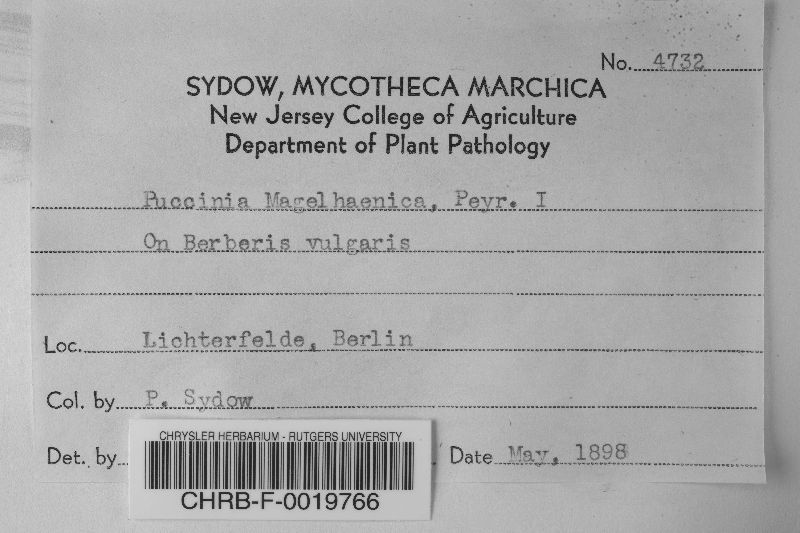 No. 4732
SYDOW, MYCOTHECA MARCHICA
New Jersey College of Agriculture
Department of Plant Pathology
Puccinia Magelhaenica, Peyr. I
On Berberis vulgaris
Loc. Lichterfelde, Berlin
Col. by P. Sydow
Det. by
Date May, 1898
CHRYSLER HERBARIUM - RUTGERS UNIVERSITY
CHRB-F-0019766